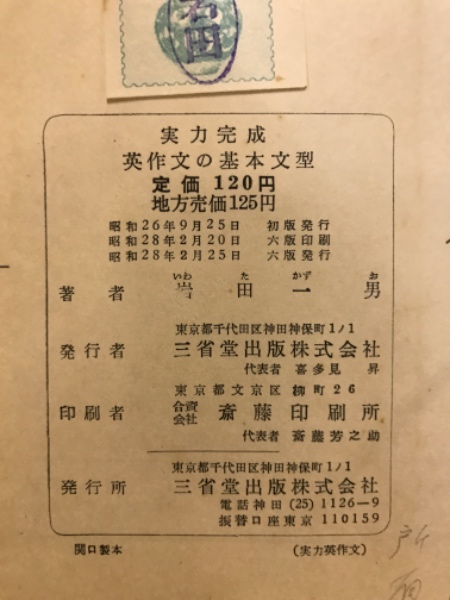 岩田
実力完成
英作文の基本文型
定価 120円
地方売価125円
昭和26年9月25日 初版発行
昭和28年2月20日 六版印刷
昭和28年2月25日 六版発行
いわ た かず お
著者 岩田一男
東京都千代田区神田神保町1ノ1
発行者 三省堂出版株式会社
代表者 喜多見 昇
東京都文京区 柳町26
印刷者 合資会社 斎藤印刷所
代表者 斎藤芳之助
東京都千代田区神田神保町1ノ1
発行所 三省堂出版株式会社
電話神田 (25) 1126-9
振替口座東京 110159
関口製本 (実力英作文)